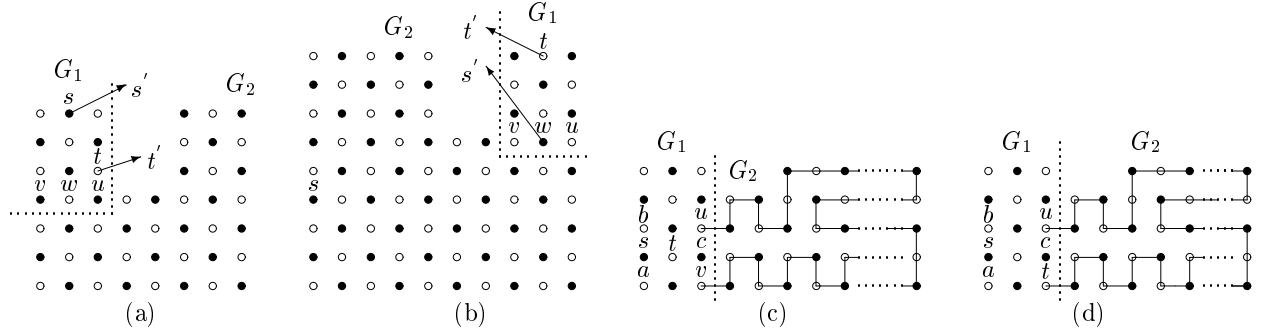 G₁
s
s′
G₂
t
t′
v w u
(a)
G₂
G₁
t′
t
s′
v w u
s
(b)
G₁
G₂
b u
s t c
a v
(c)
G₁
G₂
b u
s c
a t
(d)